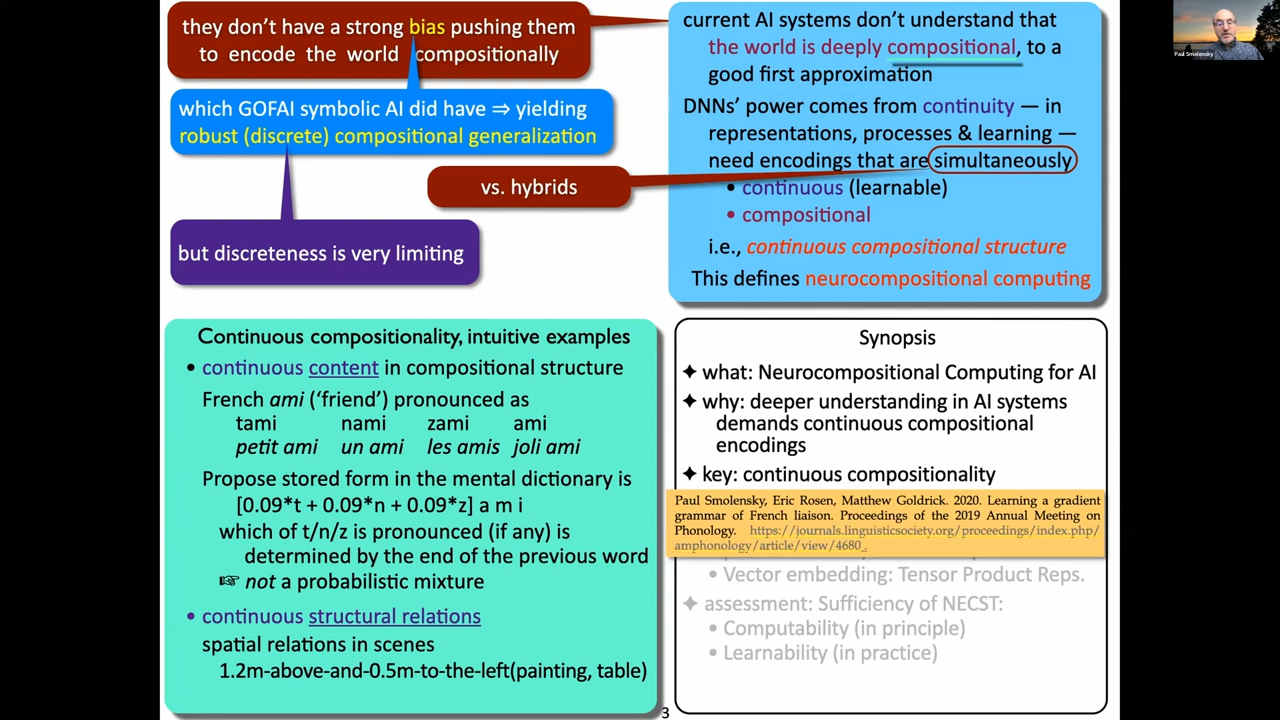 they don't have a strong bias pushing them
to encode the world compositionally
which GOFAI symbolic AI did have ⇒ yielding
robust (discrete) compositional generalization
vs. hybrids
but discreteness is very limiting
current AI systems don't understand that
the world is deeply compositional, to a
good first approximation
DNNs' power comes from continuity — in
representations, processes & learning —
need encodings that are simultaneously
• continuous (learnable)
• compositional
i.e., continuous compositional structure
This defines neurocompositional computing
Paul Smolensky
Continuous compositionality, intuitive examples
• continuous content in compositional structure
French ami ('friend') pronounced as
tami nami zami ami
petit ami un ami les amis joli ami
Propose stored form in the mental dictionary is
[0.09*t + 0.09*n + 0.09*z] a m i
which of t/n/z is pronounced (if any) is
determined by the end of the previous word
☞ not a probabilistic mixture
• continuous structural relations
spatial relations in scenes
1.2m-above-and-0.5m-to-the-left(painting, table)
Synopsis
✦ what: Neurocompositional Computing for AI
✦ why: deeper understanding in AI systems
demands continuous compositional
encodings
✦ key: continuous compositionality
Paul Smolensky, Eric Rosen, Matthew Goldrick. 2020. Learning a gradient
grammar of French liaison. Proceedings of the 2019 Annual Meeting on
Phonology. https://journals.linguisticsociety.org/proceedings/index.php/
amphonology/article/view/4680
• Vector embedding: Tensor Product Reps.
✦ assessment: Sufficiency of NECST:
• Computability (in principle)
• Learnability (in practice)
3